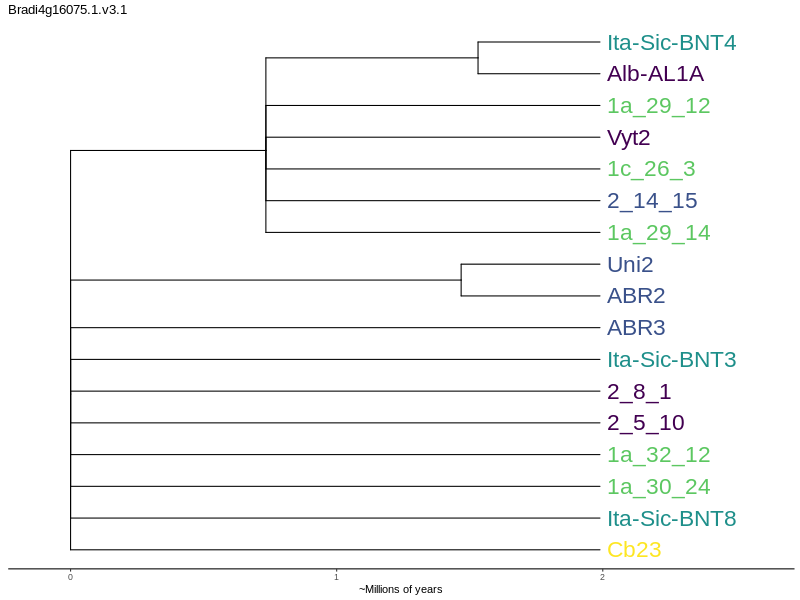 Bradi4g16075.1.v3.1
Ita-Sic-BNT4
Alb-AL1A
1a_29_12
Vyt2
1c_26_3
2_14_15
1a_29_14
Uni2
ABR2
ABR3
Ita-Sic-BNT3
2_8_1
2_5_10
1a_32_12
1a_30_24
Ita-Sic-BNT8
Cb23
0 1 2
~Millions of years